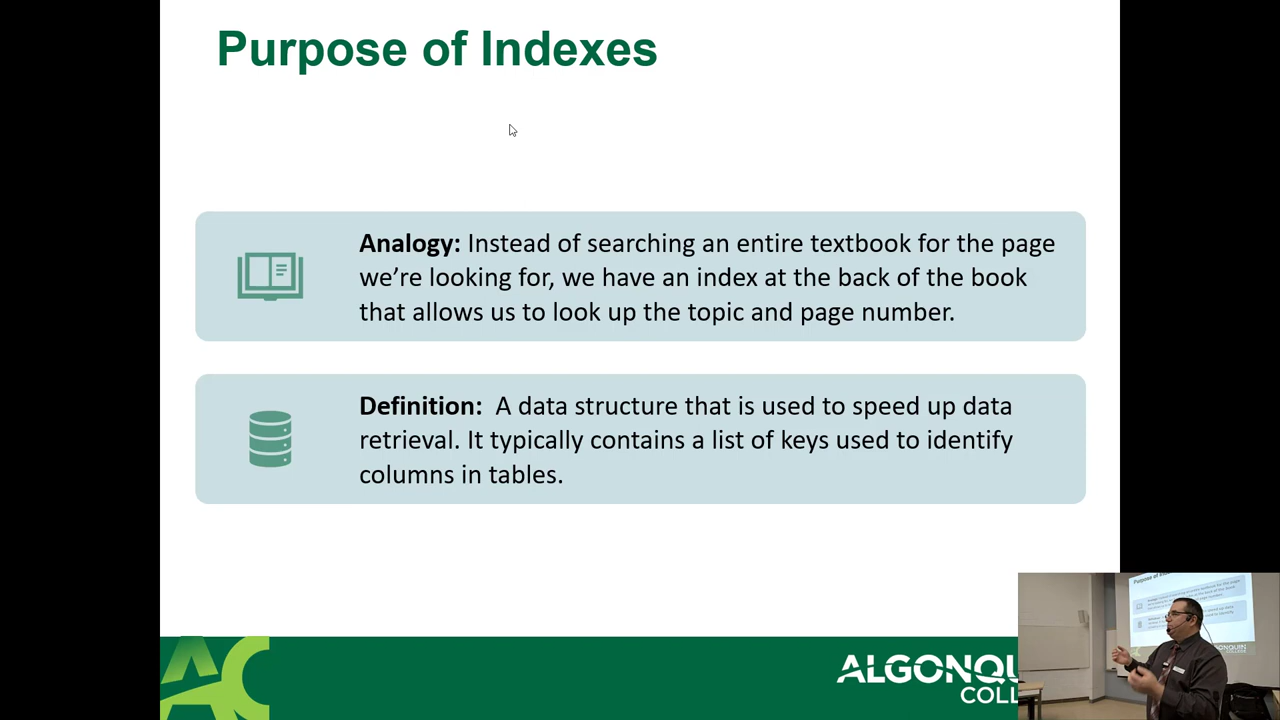 Purpose of Indexes
Analogy: Instead of searching an entire textbook for the page
we're looking for, we have an index at the back of the book
that allows us to look up the topic and page number.
Definition: A data structure that is used to speed up data
retrieval. It typically contains a list of keys used to identify
columns in tables.
AC
ALGONQU
COLL